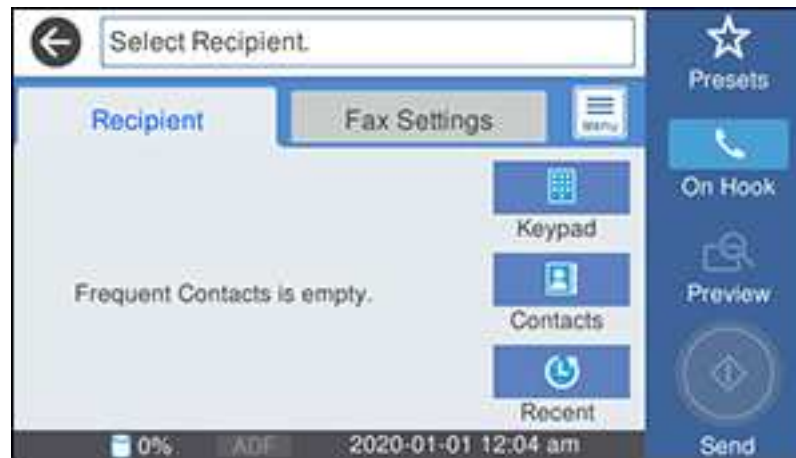 Select Recipient.
Presets
Recipient
Fax Settings
Menu
On Hook
Keypad
Frequent Contacts is empty.
Preview
Contacts
Recent
0% ADF 2020-01-01 12:04 am
Send